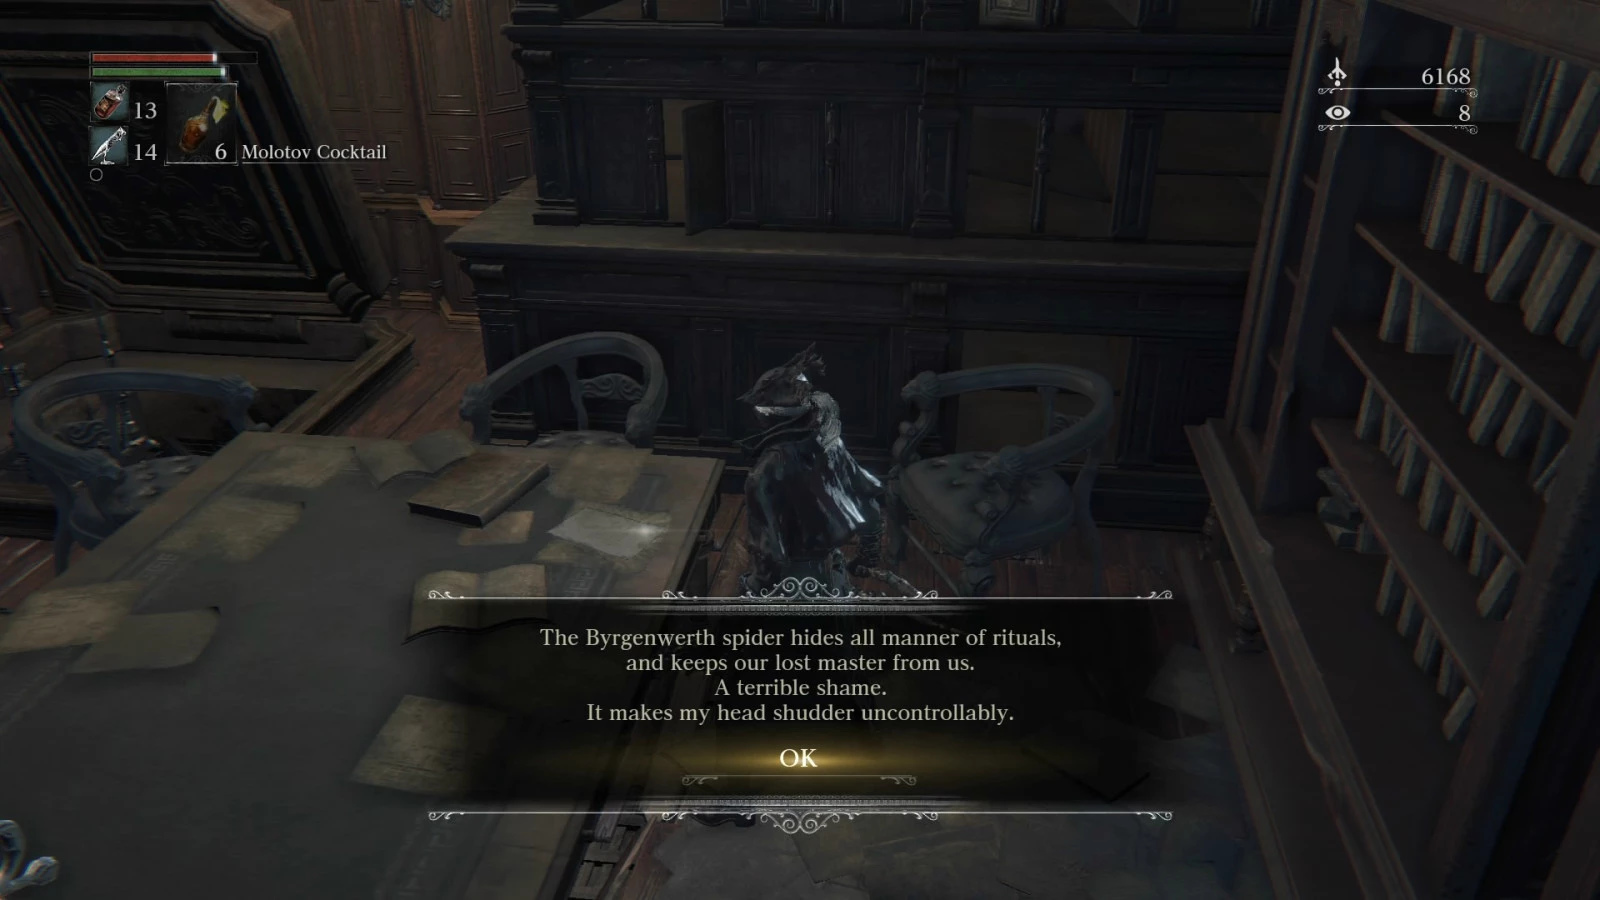 13
14
6 Molotov Cocktail
6168
8
The Byrgenwerth spider hides all manner of rituals,
and keeps our lost master from us.
A terrible shame.
It makes my head shudder uncontrollably.
OK